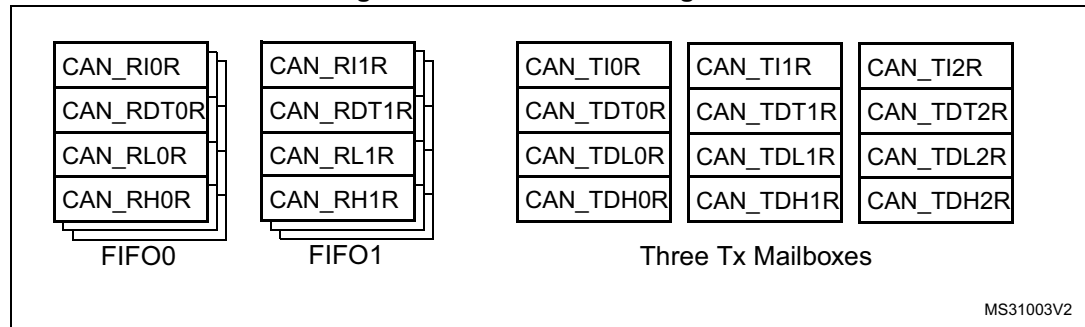 CAN_RI0R CAN_RI1R CAN_TI0R CAN_TI1R CAN_TI2R
CAN_RDT0R CAN_RDT1R CAN_TDT0R CAN_TDT1R CAN_TDT2R
CAN_RL0R CAN_RL1R CAN_TDL0R CAN_TDL1R CAN_TDL2R
CAN_RH0R CAN_RH1R CAN_TDH0R CAN_TDH1R CAN_TDH2R
FIFO0 FIFO1 Three Tx Mailboxes
MS31003V2